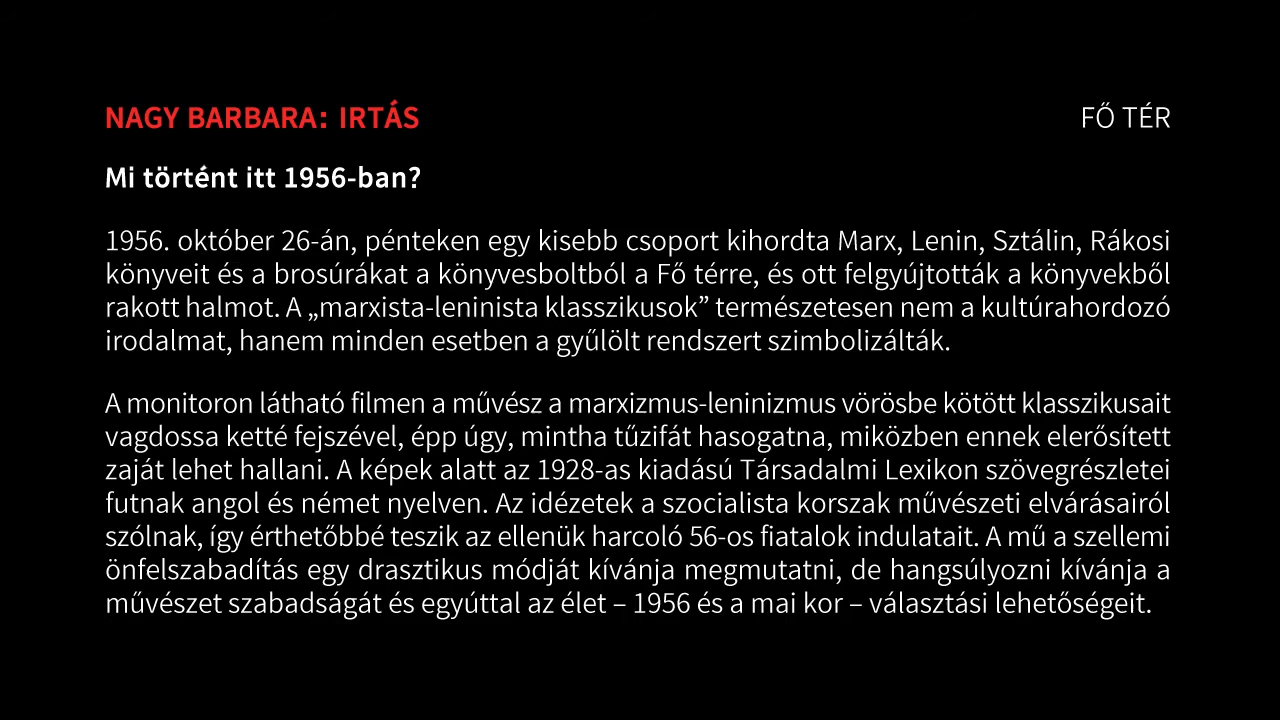 NAGY BARBARA: IRTÁS
FŐ TÉR
Mi történt itt 1956-ban?
1956. október 26-án, pénteken egy kisebb csoport kihordta Marx, Lenin, Sztálin, Rákosi
könyveit és a brosúrákat a könyvesboltból a Fő térre, és ott felgyújtották a könyvekből
rakott halmot. A „marxista-leninista klasszikusok” természetesen nem a kultúrahordozó
irodalmat, hanem minden esetben a gyűlölt rendszert szimbolizálták.
A monitoron látható filmen a művész a marxizmus-leninizmus vörösbe kötött klasszikusait
vagdossa ketté fejszével, épp úgy, mintha tűzifát hasogatna, miközben ennek elerősített
zaját lehet hallani. A képek alatt az 1928-as kiadású Társadalmi Lexikon szövegrészletei
futnak angol és német nyelven. Az idézetek a szocialista korszak művészeti elvárásairól
szólnak, így érthetőbbé teszik az ellenük harcoló 56-os fiatalok indulatait. A mű a szellemi
önfelszabadítás egy drasztikus módját kívánja megmutatni, de hangsúlyozni kívánja a
művészet szabadságát és egyúttal az élet – 1956 és a mai kor – választási lehetőségeit.